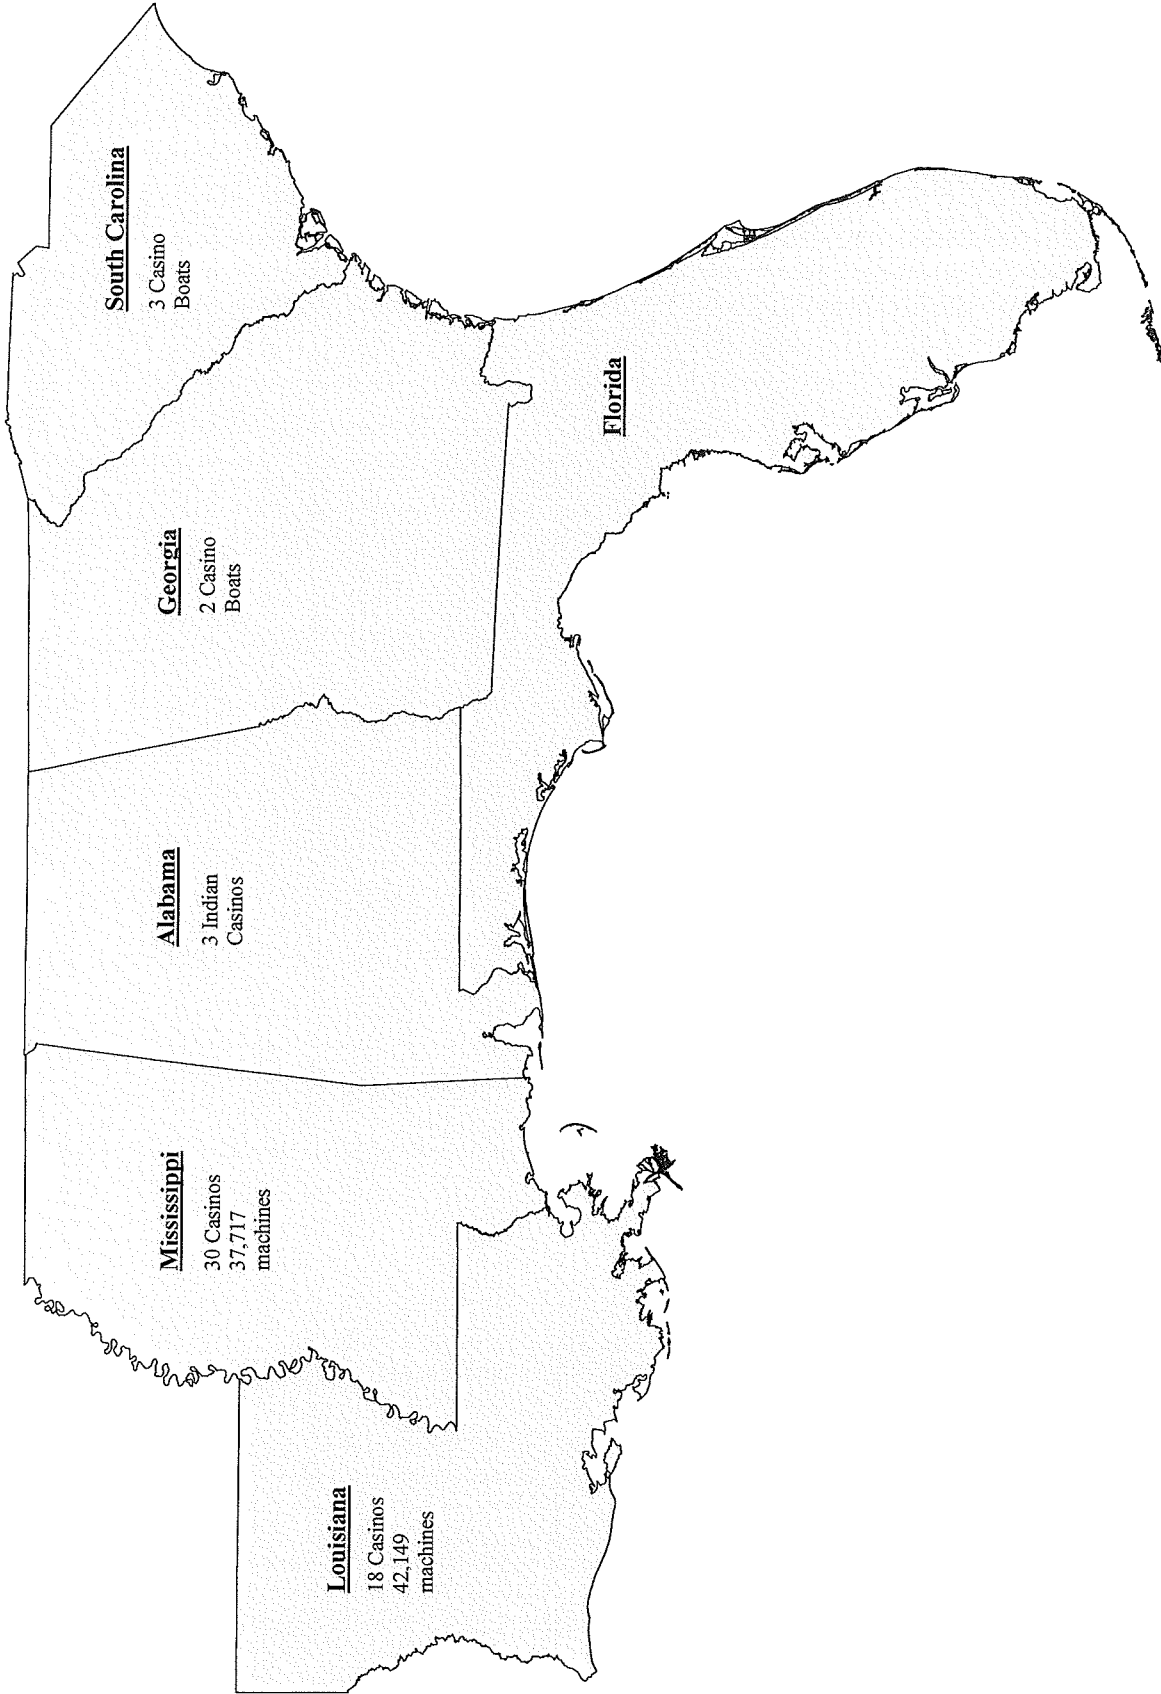 Louisiana
18 Casinos
42,149
machines
Mississippi
30 Casinos
37,717
machines
Alabama
3 Indian
Casinos
Georgia
2 Casino
Boats
South Carolina
3 Casino
Boats
Florida